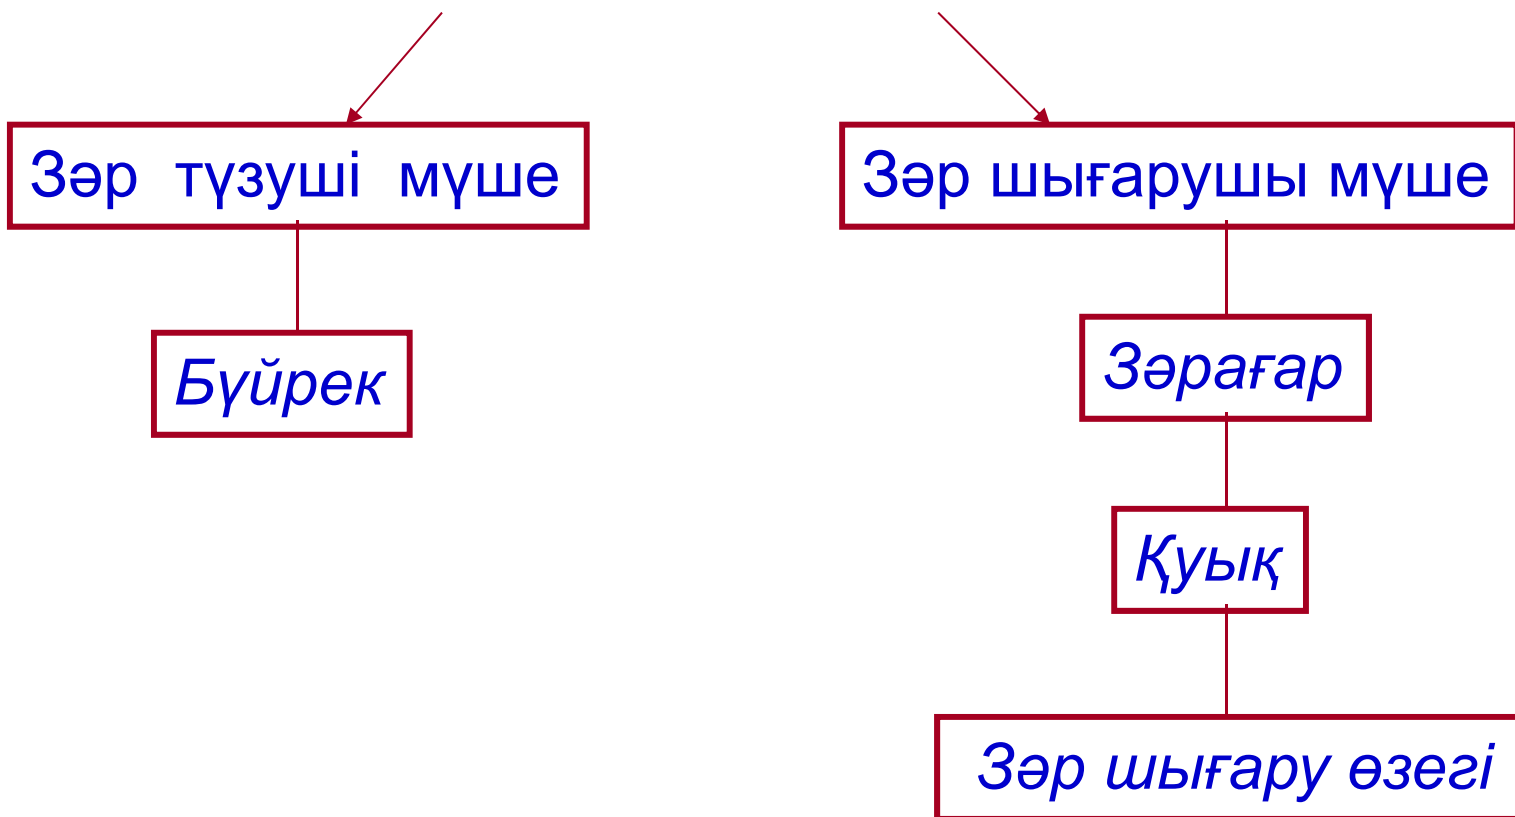 Зәр түзуші мүше
Зәр шығарушы мүше
Бүйрек
Зәрағар
Қуық
Зәр шығару өзегі